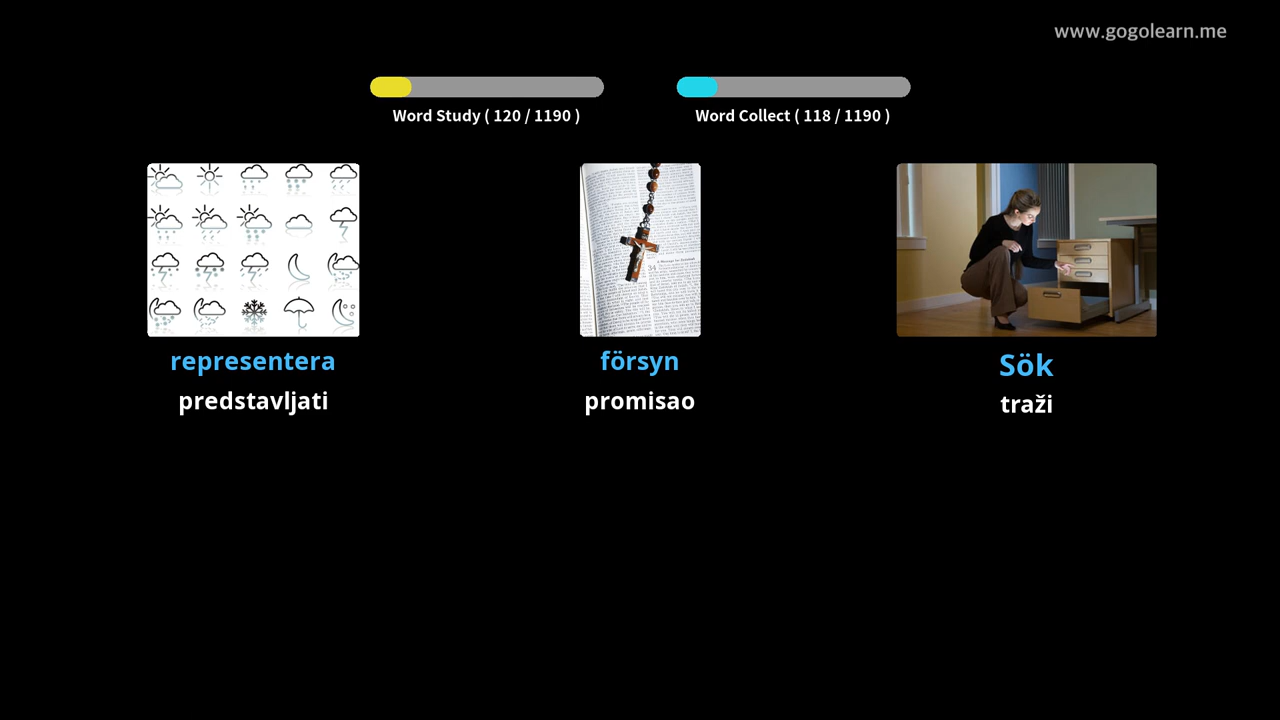 www.gogolearn.me
Word Study ( 120 / 1190 )
Word Collect ( 118 / 1190 )
representera
predstavljati
försyn
promisao
Sök
traži